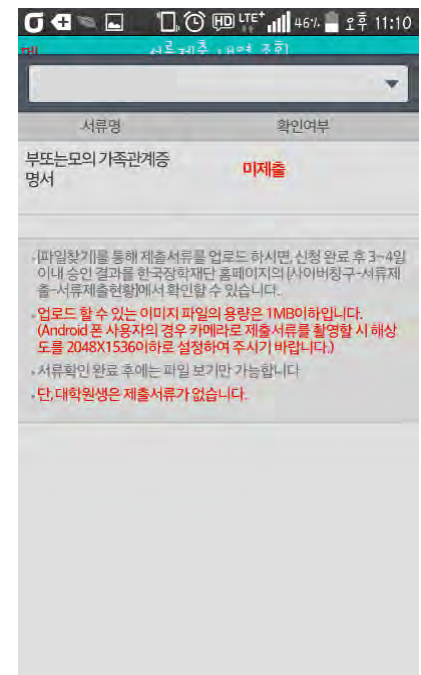 HD LTE+ 46% 오후 11:10
서류제출 내역 조회
서류명 확인여부
부또는모의 가족관계증
명서
미제출
[파일찾기]를 통해 제출서류를 업로드 하시면, 신청 완료 후 3~4일
이내 승인 결과를 한국장학재단 홈페이지의 [사이버창구-서류제
출-서류제출현황]에서 확인할 수 있습니다.
업로드 할 수 있는 이미지 파일의 용량은 1MB이하입니다.
(Android 폰 사용자의 경우 카메라로 제출서류를 촬영할 시 해상
도를 2048X1536이하로 설정하여 주시기 바랍니다.)
서류확인 완료 후에는 파일 보기만 가능합니다
단, 대학원생은 제출서류가 없습니다.